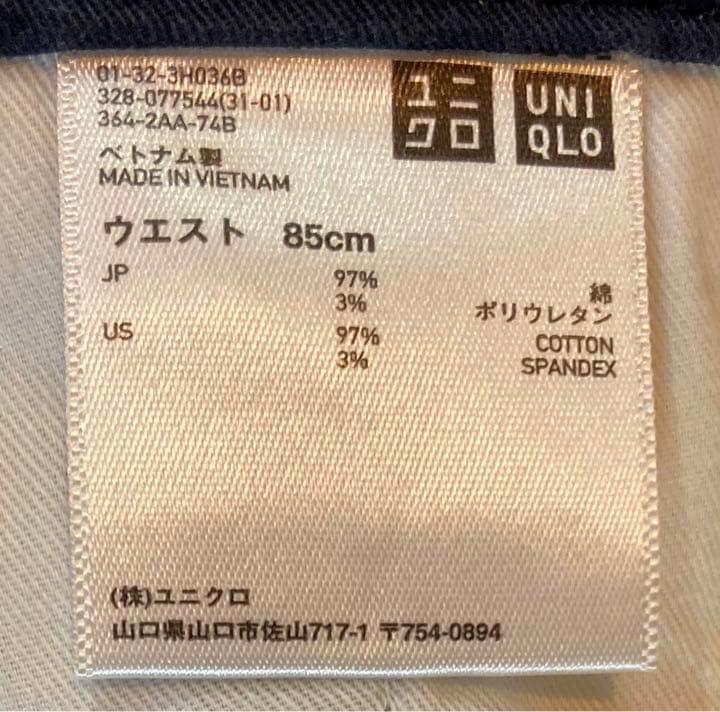 01-32-3H036B
328-077544(31-01)
364-2AA-74B
ユニ
クロ
UNI
QLO
ベトナム製
MADE IN VIETNAM
ウエスト 85cm
JP 97% 綿
3% ポリウレタン
US 97% COTTON
3% SPANDEX
(株)ユニクロ
山口県山口市佐山717-1 〒754-0894